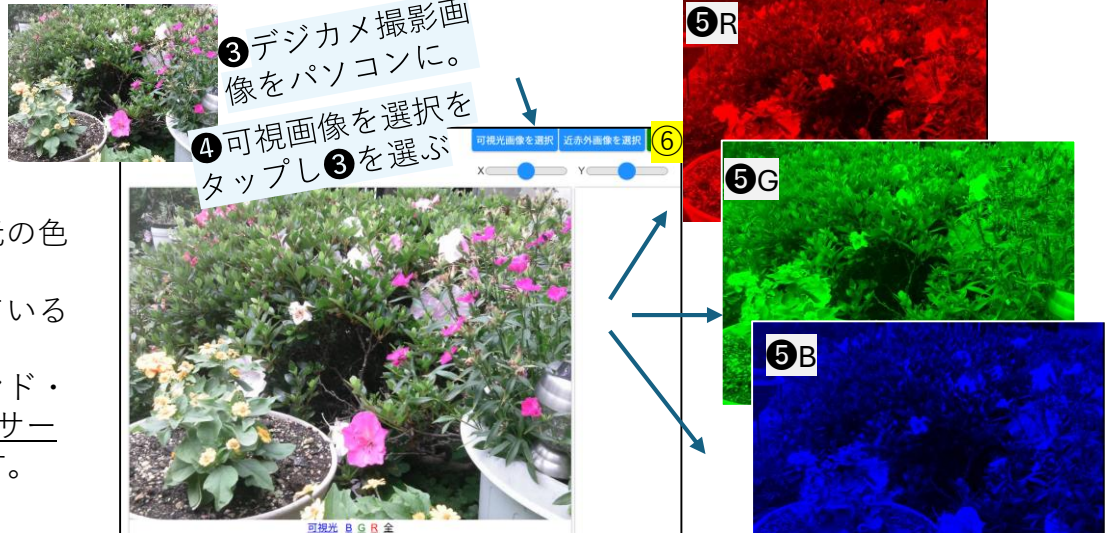 ❸デジカメ撮影画
像をパソコンに。
❹可視画像を選択を
タップし❸を選ぶ
可視光画像を選択 近赤外画像を選択 ⑥
X Y
の色
ている
ド・
サー
。
可視光 B G R 全
❺R
❺G
❺B